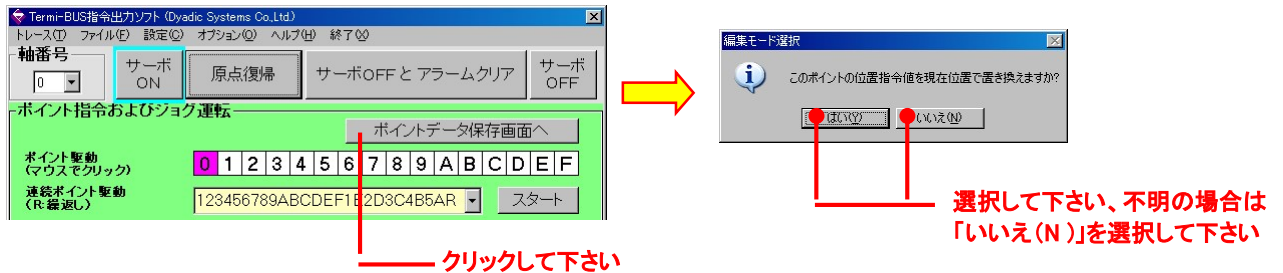 Termi-BUS指令出力ソフト (Dyadic Systems Co.,Ltd.)
トレース(T) ファイル(F) 設定(C) オプション(O) ヘルプ(H) 終了(X)
軸番号
0
サーボ
ON
原点復帰
サーボOFFとアラームクリア
サーボ
OFF
ポイント指令およびジョグ運転
ポイントデータ保存画面へ
ポイント駆動
(マウスでクリック)
0 1 2 3 4 5 6 7 8 9 A B C D E F
連続ポイント駆動
(R:繰返し)
123456789ABCDEF1E2D3C4B5AR
スタート
クリックして下さい
編集モード選択
このポイントの位置指令値を現在位置で置き換えますか?
はい(Y)
いいえ(N)
選択して下さい、不明の場合は
「いいえ(N )」を選択して下さい